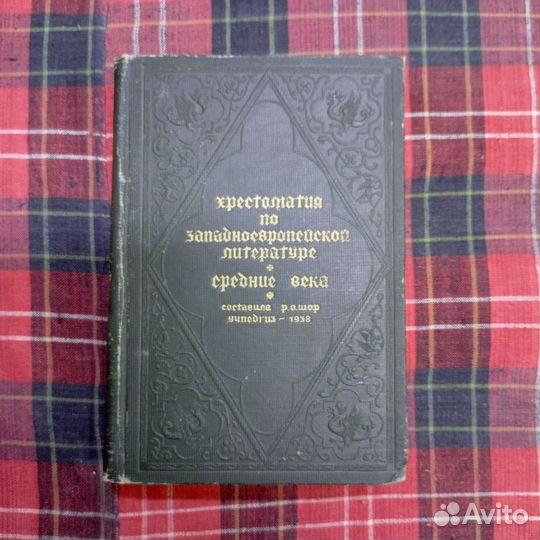 хрестоматия
по
западноевропейской
литературе
средние века
составила р.о.шор
учпедгиз – 1938
Avito